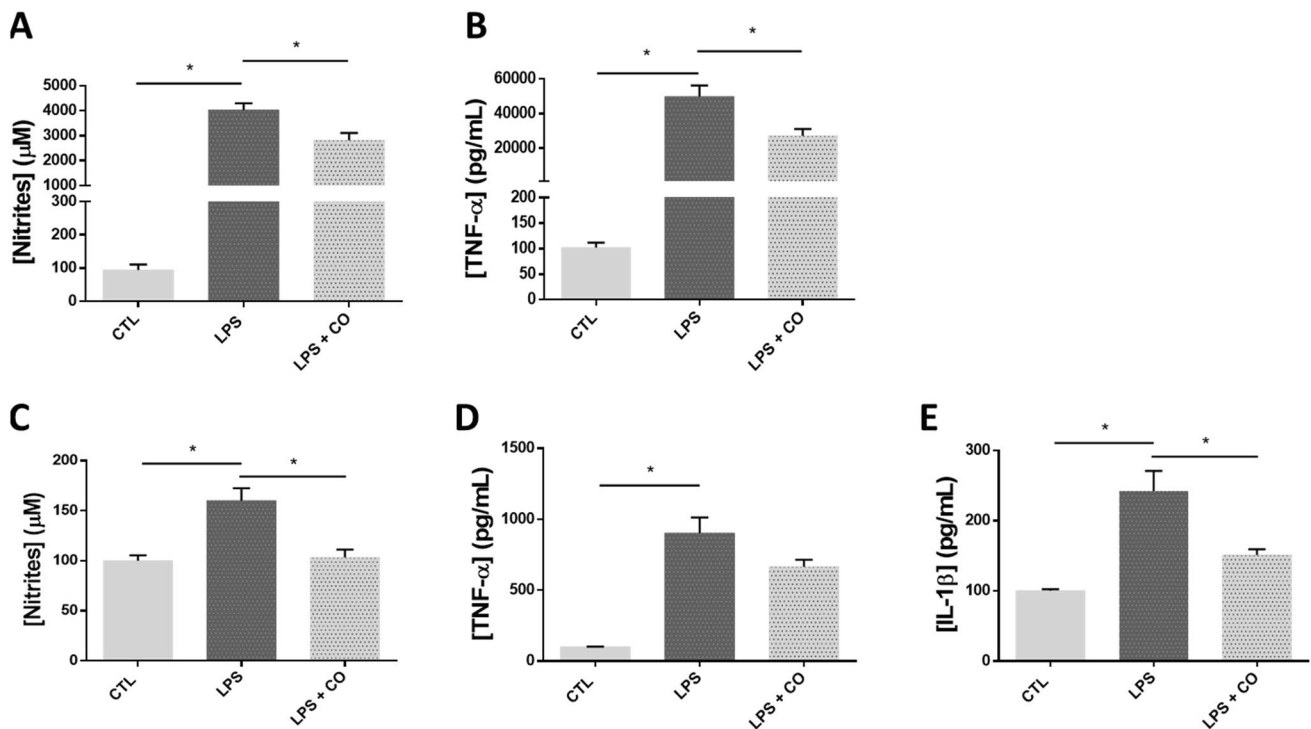 A
*
*
[Nitrites] (μM)
5000
4000
3000
2000
1000
300
200
100
0
CTL
LPS
LPS + CO
B
*
*
[TNF-α] (pg/mL)
60000
40000
20000
200
150
100
50
0
CTL
LPS
LPS + CO
C
*
*
[Nitrites] (μM)
200
150
100
50
0
CTL
LPS
LPS + CO
D
*
[TNF-α] (pg/mL)
1500
1000
500
0
CTL
LPS
LPS + CO
E
*
*
[IL-1β] (pg/mL)
300
200
100
0
CTL
LPS
LPS + CO